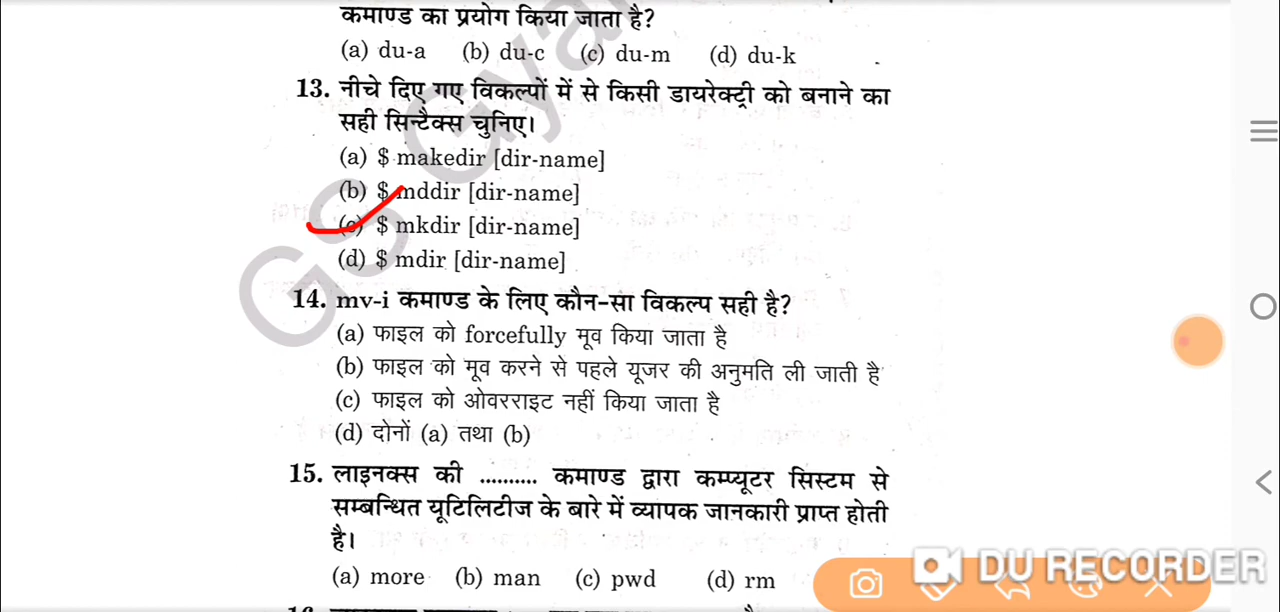 कमाण्ड का प्रयोग किया जाता है?
(a) du-a (b) du-c (c) du-m (d) du-k
13. नीचे दिए गए विकल्पों में से किसी डायरेक्ट्री को बनाने का
सही सिन्टैक्स चुनिए।
(a) $ makedir [dir-name]
(b) $ mddir [dir-name]
(c) $ mkdir [dir-name]
(d) $ mdir [dir-name]
14. mv-i कमाण्ड के लिए कौन-सा विकल्प सही है?
(a) फाइल को forcefully मूव किया जाता है
(b) फाइल को मूव करने से पहले यूजर की अनुमति ली जाती है
(c) फाइल को ओवरराइट नहीं किया जाता है
(d) दोनों (a) तथा (b)
15. लाइनक्स की .......... कमाण्ड द्वारा कम्प्यूटर सिस्टम से
सम्बन्धित यूटिलिटीज के बारे में व्यापक जानकारी प्राप्त होती
है।
(a) more (b) man (c) pwd (d) rm
GS Gya
DU RECORDER